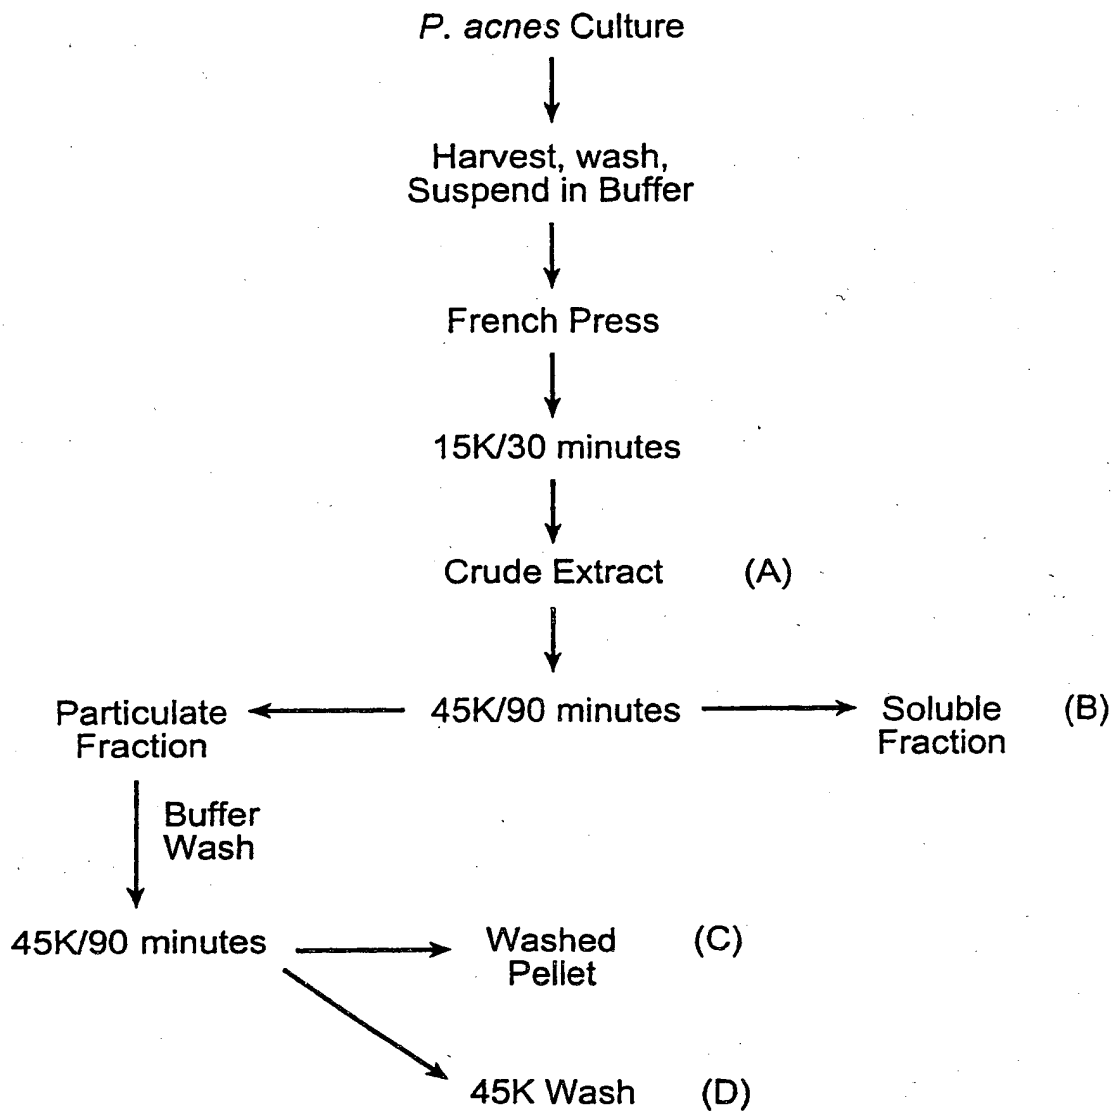 P. acnes Culture
Harvest, wash,
Suspend in Buffer
French Press
15K/30 minutes
Crude Extract (A)
Particulate
Fraction
45K/90 minutes
Soluble
Fraction
(B)
Buffer
Wash
45K/90 minutes
Washed
Pellet
(C)
45K Wash (D)